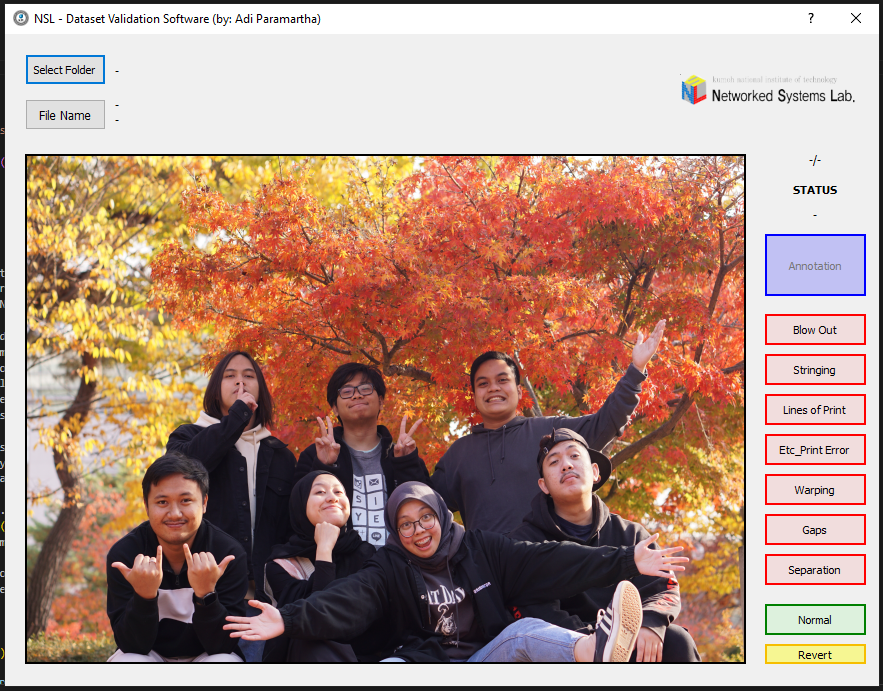 NSL - Dataset Validation Software (by: Adi Paramartha)
?
Select Folder
-
kumoh national institute of technology
Networked Systems Lab.
File Name
-
-
-/-
STATUS
-
Annotation
Blow Out
Stringing
Lines of Print
Etc_Print Error
Warping
Gaps
Separation
Normal
Revert